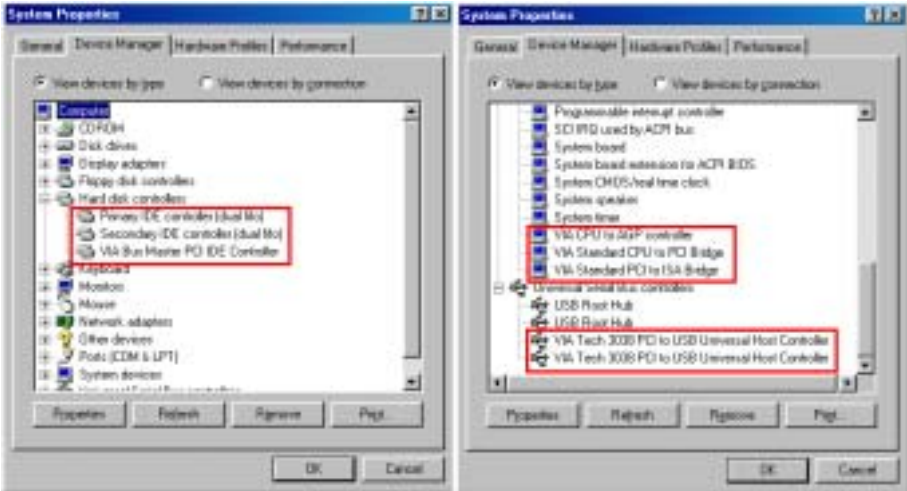 System Properties
General Device Manager Hardware Profiles Performance
View devices by type View devices by connection
Computer
CDROM
Disk drives
Display adapters
Floppy disk controllers
Hard disk controllers
Primary IDE controller (dual fifo)
Secondary IDE controller (dual fifo)
VIA Bus Master PCI IDE Controller
Keyboard
Monitors
Mouse
Network adapters
Other devices
Ports (COM & LPT)
System devices
Properties Refresh Remove Print...
OK Cancel
System Properties
General Device Manager Hardware Profiles Performance
View devices by type View devices by connection
Programmable interrupt controller
SCI IRQ used by ACPI bus
System board
System board extension for ACPI BIOS
System CMOS/real time clock
System speaker
System timer
VIA CPU to AGP controller
VIA Standard CPU to PCI Bridge
VIA Standard PCI to ISA Bridge
Universal Serial Bus controllers
USB Root Hub
USB Root Hub
VIA Tech 3038 PCI to USB Universal Host Controller
VIA Tech 3038 PCI to USB Universal Host Controller
Properties Refresh Remove Print...
OK Cancel